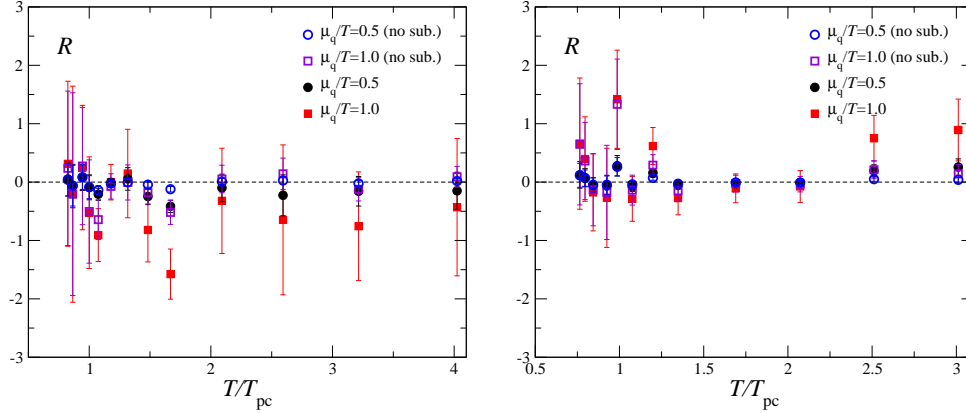 3
2
1
0
-1
-2
-3
R
μq/T=0.5 (no sub.)
μq/T=1.0 (no sub.)
μq/T=0.5
μq/T=1.0
1
2
3
4
T/Tpc
3
2
1
0
-1
-2
-3
R
μq/T=0.5 (no sub.)
μq/T=1.0 (no sub.)
μq/T=0.5
μq/T=1.0
0.5
1
1.5
2
2.5
3
T/Tpc